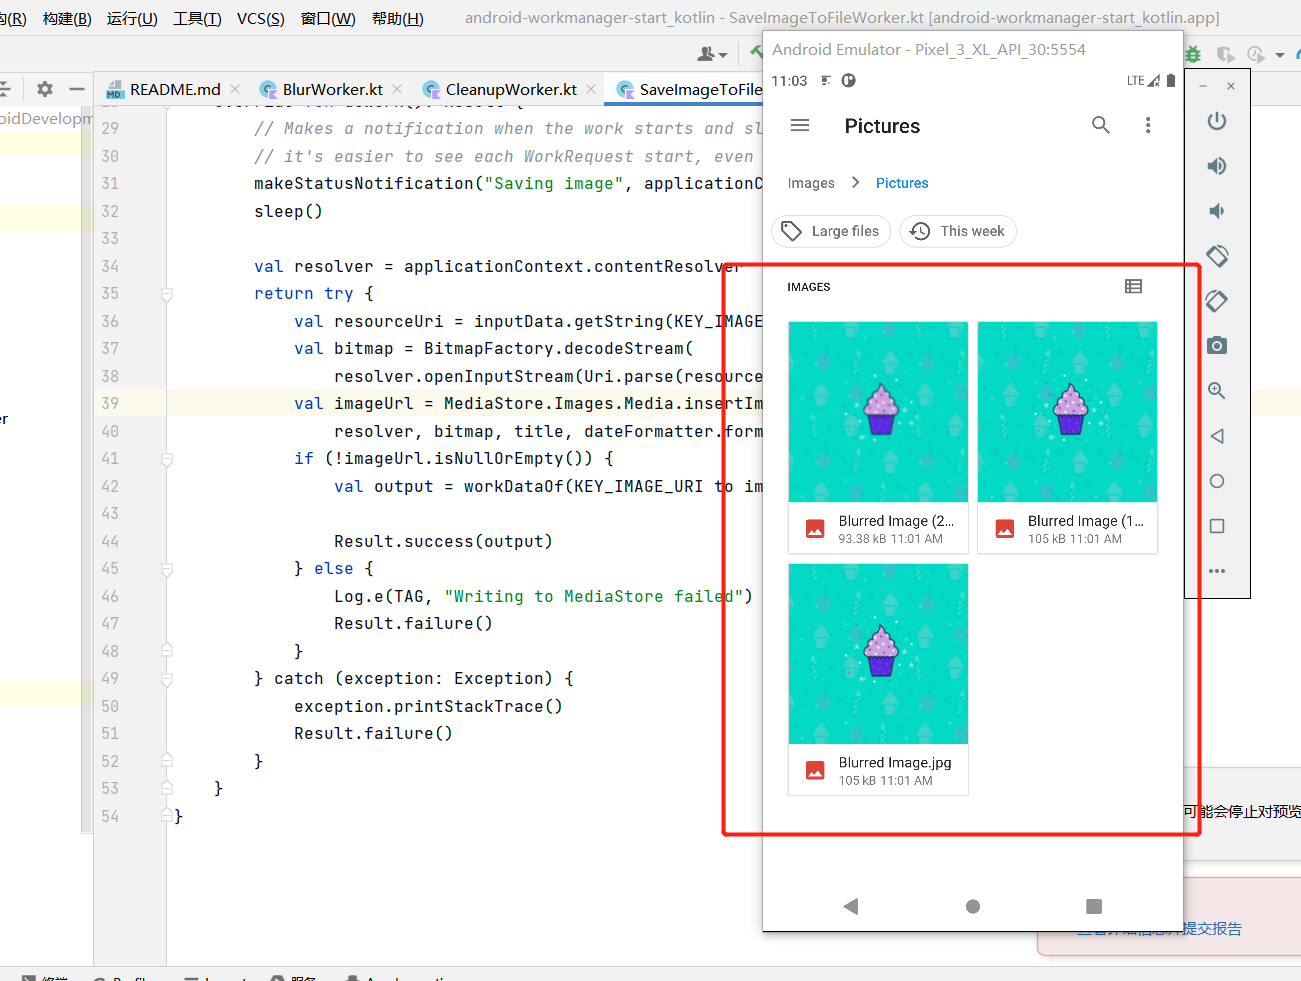 构(R) 构建(B) 运行(U) 工具(T) VCS(S) 窗口(W) 帮助(H) android-workmanager-start_kotlin - SaveImageToFileWorker.kt [android-workmanager-start_kotlin.app]
README.md BlurWorker.kt CleanupWorker.kt SaveImageToFile
oidDevelopm
29 // Makes a notification when the work starts and sl
30 // it's easier to see each WorkRequest start, even
31 makeStatusNotification("Saving image", applicationC
32 sleep()
33
34 val resolver = applicationContext.contentResolver
35 return try {
36 val resourceUri = inputData.getString(KEY_IMAGE
37 val bitmap = BitmapFactory.decodeStream(
38 resolver.openInputStream(Uri.parse(resource
39 val imageUrl = MediaStore.Images.Media.insertIm
40 resolver, bitmap, title, dateFormatter.form
41 if (!imageUrl.isNullOrEmpty()) {
42 val output = workDataOf(KEY_IMAGE_URI to im
43
44 Result.success(output)
45 } else {
46 Log.e(TAG, "Writing to MediaStore failed")
47 Result.failure()
48 }
49 } catch (exception: Exception) {
50 exception.printStackTrace()
51 Result.failure()
52 }
53 }
54 }
er
Android Emulator - Pixel_3_XL_API_30:5554
11:03 LTE
Pictures
Images > Pictures
Large files This week
IMAGES
Blurred Image (2... Blurred Image (1...
93.38 kB 11:01 AM 105 kB 11:01 AM
Blurred Image.jpg
105 kB 11:01 AM
可能会停止对预览
提交报告